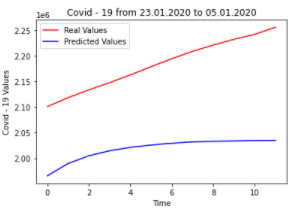 Covid - 19 from 23.01.2020 to 05.01.2020
1e6
Real Values
Predicted Values
2.25
2.20
2.15
2.10
2.05
2.00
Covid - 19 Values
0
2
4
6
8
10
Time